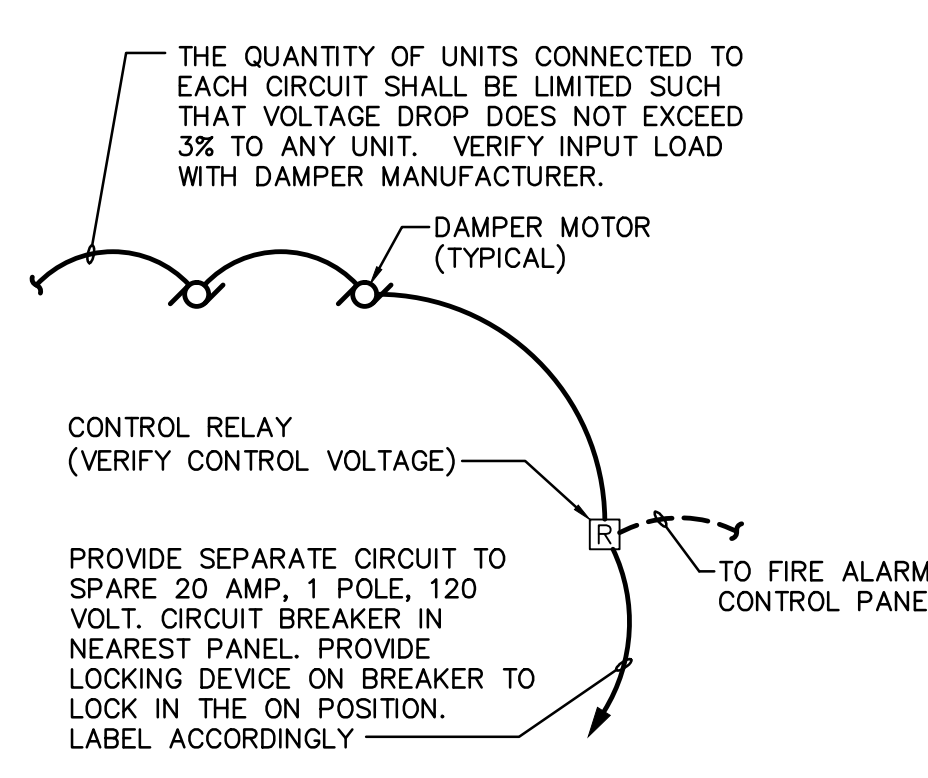 THE QUANTITY OF UNITS CONNECTED TO
EACH CIRCUIT SHALL BE LIMITED SUCH
THAT VOLTAGE DROP DOES NOT EXCEED
3% TO ANY UNIT. VERIFY INPUT LOAD
WITH DAMPER MANUFACTURER.
DAMPER MOTOR
(TYPICAL)
CONTROL RELAY
(VERIFY CONTROL VOLTAGE)
R
PROVIDE SEPARATE CIRCUIT TO
SPARE 20 AMP, 1 POLE, 120
VOLT. CIRCUIT BREAKER IN
NEAREST PANEL. PROVIDE
LOCKING DEVICE ON BREAKER TO
LOCK IN THE ON POSITION.
LABEL ACCORDINGLY
TO FIRE ALARM
CONTROL PANE